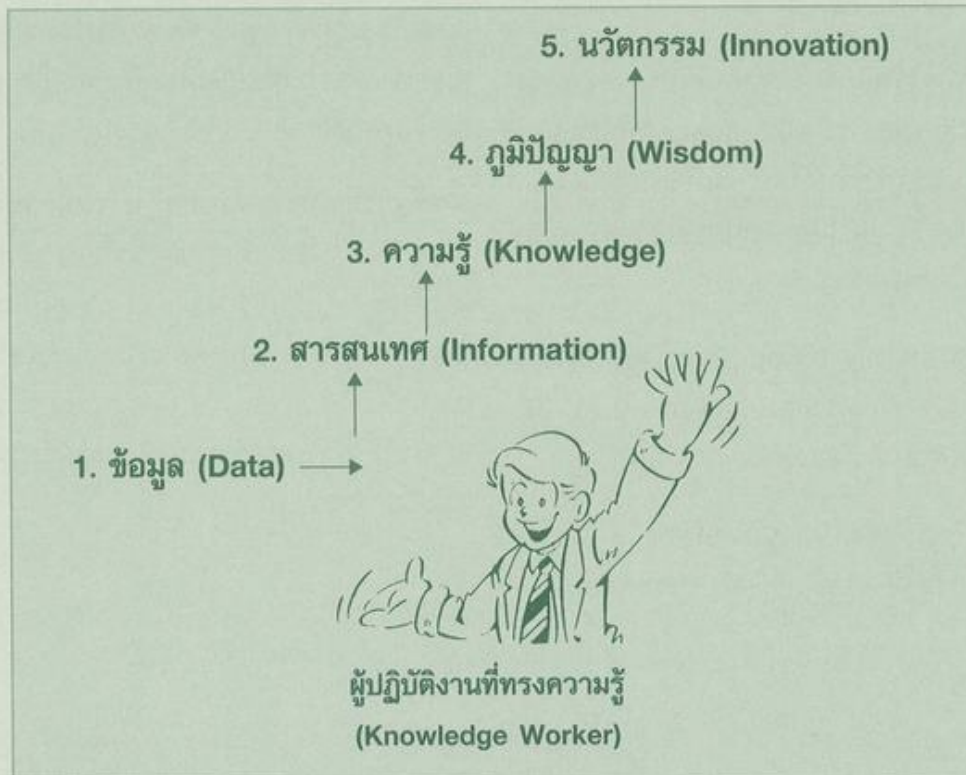 5. นวัตกรรม (Innovation)
4. ภูมิปัญญา (Wisdom)
3. ความรู้ (Knowledge)
2. สารสนเทศ (Information)
1. ข้อมูล (Data)
ผู้ปฏิบัติงานที่ทรงความรู้
(Knowledge Worker)